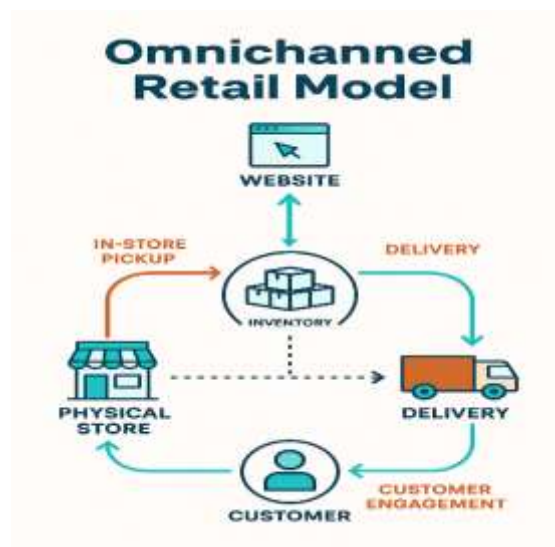 Omnichanned
Retail Model
WEBSITE
IN-STORE
PICKUP
DELIVERY
INVENTORY
PHYSICAL
STORE
DELIVERY
CUSTOMER
ENGAGEMENT
CUSTOMER